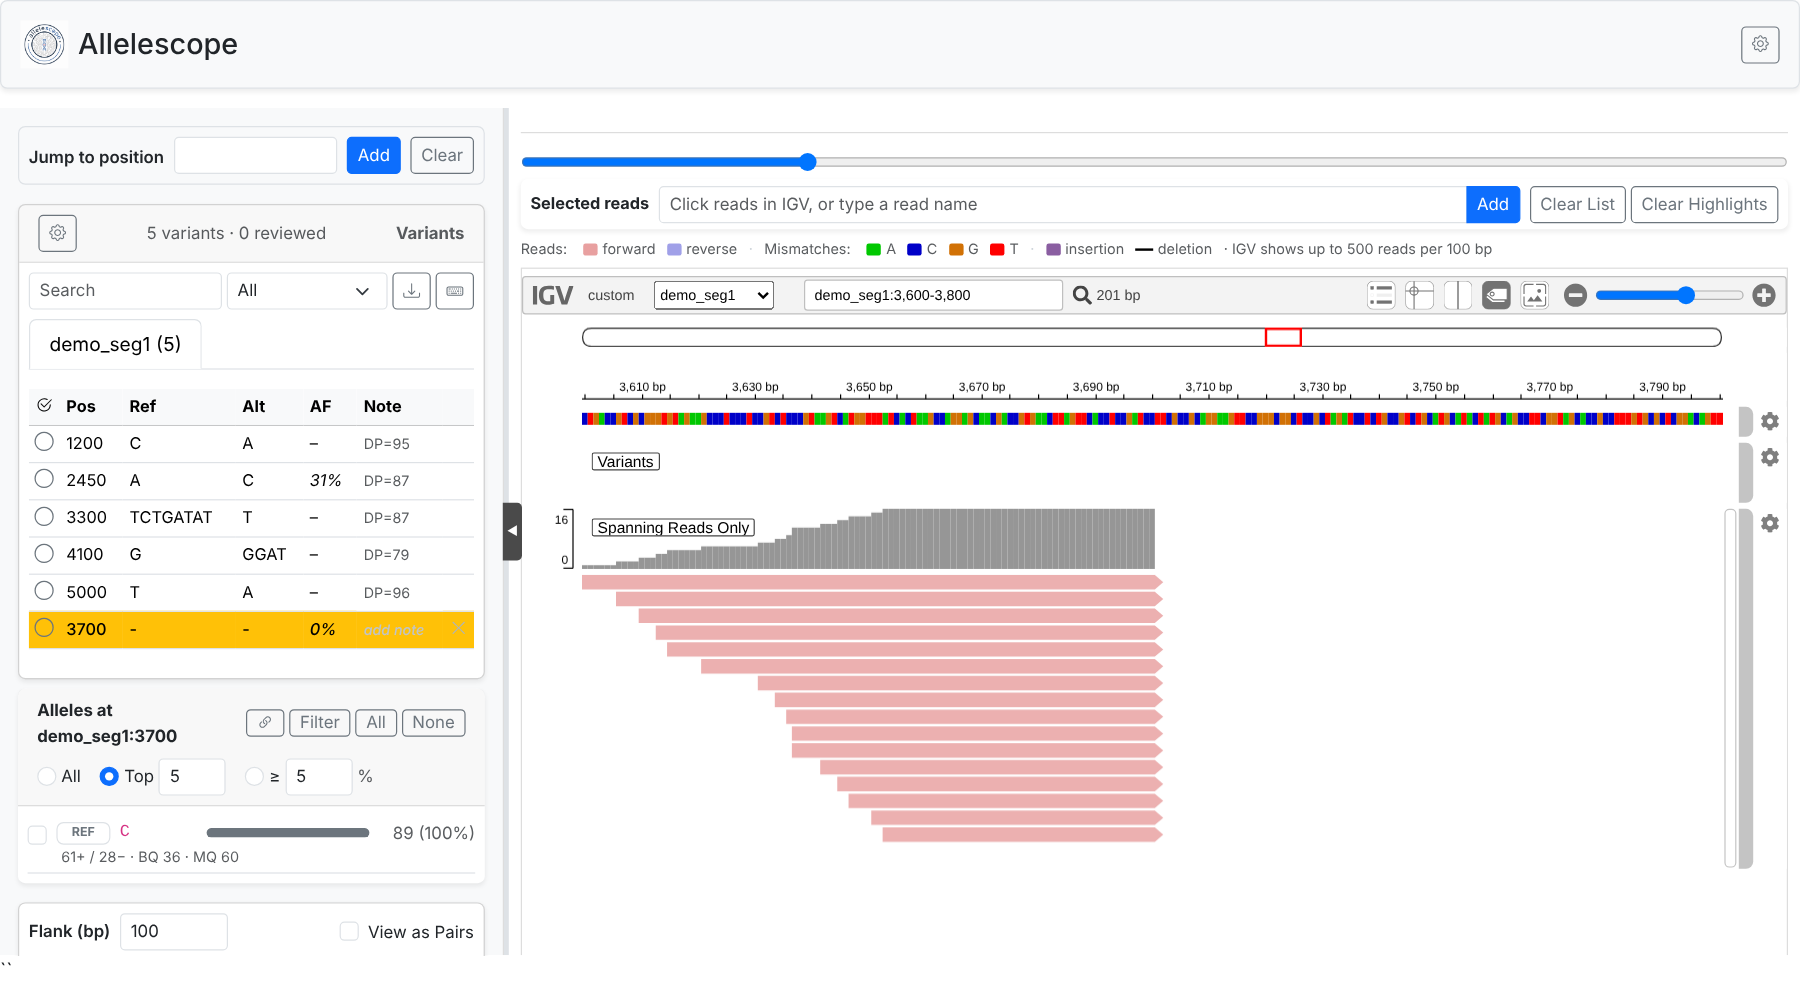 Allelescope
Jump to position Add Clear
5 variants · 0 reviewed Variants
Search All
demo_seg1 (5)
Pos Ref Alt AF Note
1200 C A – DP=95
2450 A C 31% DP=87
3300 TCTGATAT T – DP=87
4100 G GGAT – DP=79
5000 T A – DP=96
3700 - - 0% add note
Alleles at
demo_seg1:3700
Filter All None
All Top 5 ≥ 5 %
REF C 89 (100%)
61+ / 28− · BQ 36 · MQ 60
Flank (bp) 100 View as Pairs
``
Selected reads Click reads in IGV, or type a read name Add Clear List Clear Highlights
Reads: forward reverse · Mismatches: A C G T · insertion deletion · IGV shows up to 500 reads per 100 bp
IGV custom demo_seg1 demo_seg1:3,600-3,800 201 bp
3,610 bp 3,630 bp 3,650 bp 3,670 bp 3,690 bp 3,710 bp 3,730 bp 3,750 bp 3,770 bp 3,790 bp
Variants
16
Spanning Reads Only
0